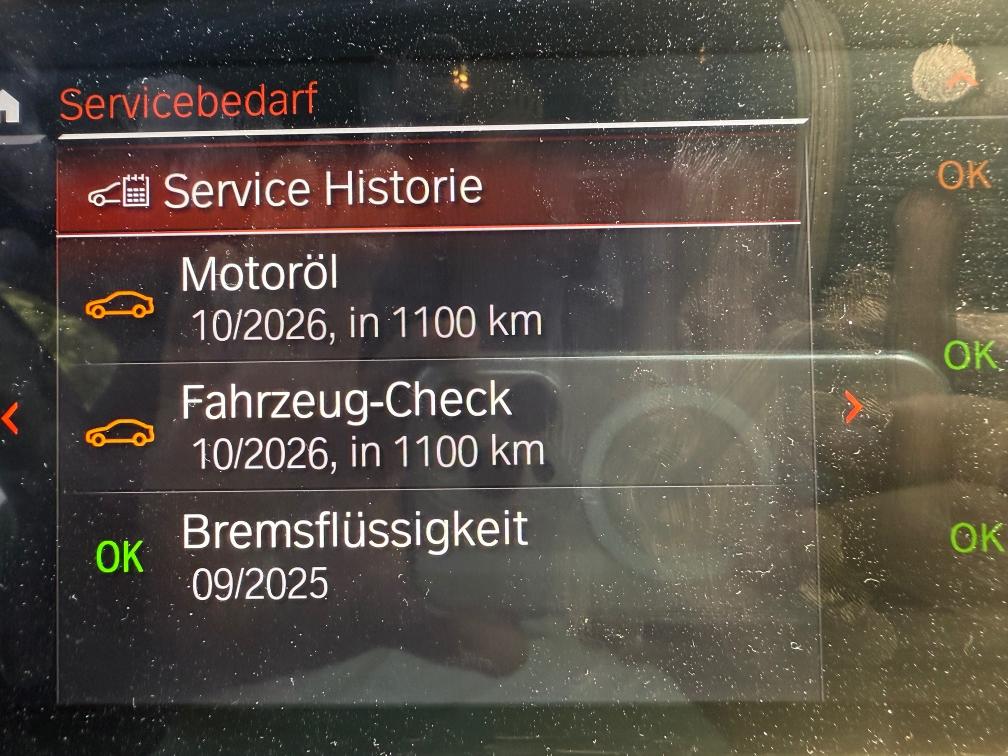 Servicebedarf
Service Historie
OK
Motoröl
10/2026, in 1100 km
OK
Fahrzeug-Check
10/2026, in 1100 km
OK
Bremsflüssigkeit
09/2025
OK